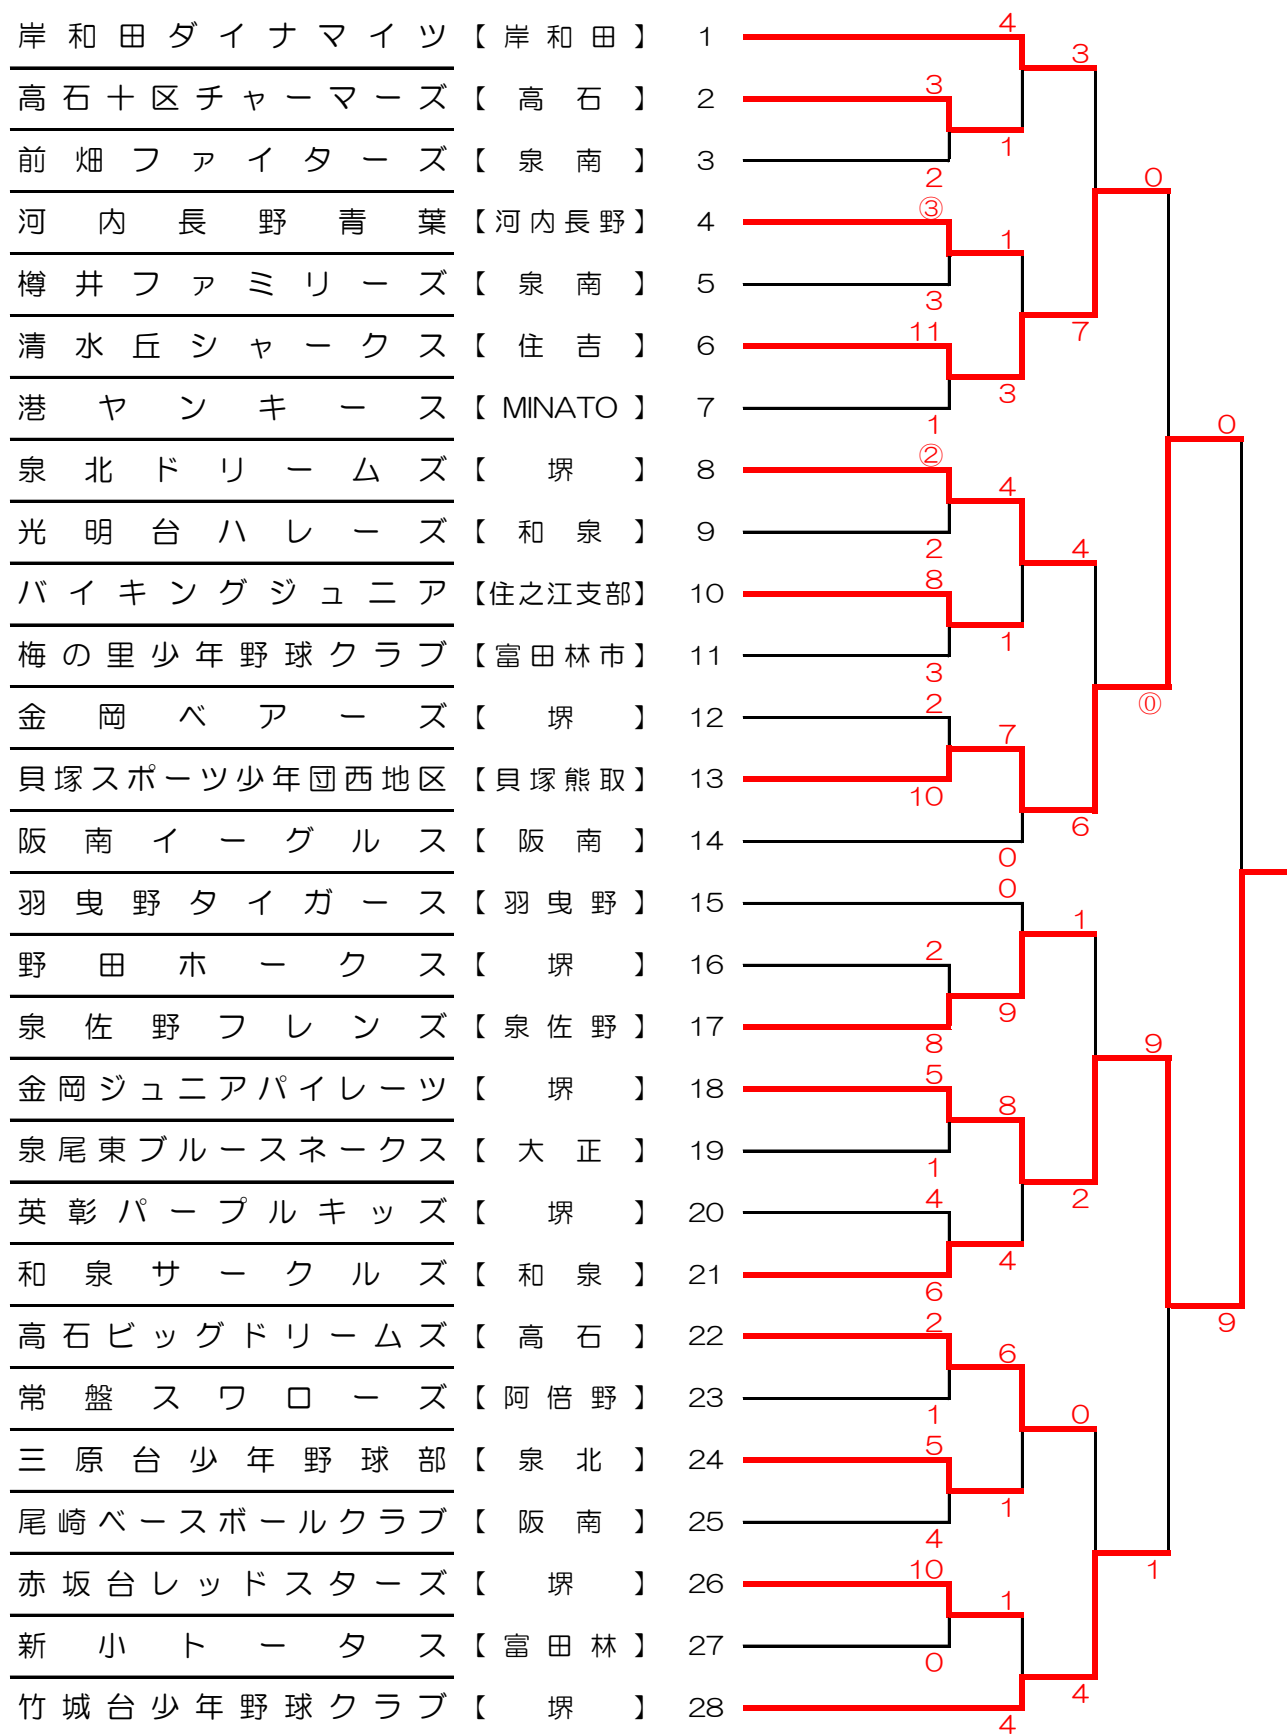 岸和田ダイナマイツ【岸和田】 1 4
3
高石十区チャーマーズ【高石】 2 3
1
前畑ファイターズ【泉南】 3 2
0
河内長野青葉【河内長野】 4 ③
1
樽井ファミリーズ【泉南】 5 3
7
清水丘シャークス【住吉】 6 11
3
港ヤンキース【MINATO】 7 1
0
泉北ドリームズ【堺】 8 ②
4
光明台ハレーズ【和泉】 9 2
4
バイキングジュニア【住之江支部】 10 8
1
梅の里少年野球クラブ【富田林市】 11 3
⓪
金岡ベアーズ【堺】 12 2
7
貝塚スポーツ少年団西地区【貝塚熊取】 13 10
6
阪南イーグルス【阪南】 14 0
羽曳野タイガース【羽曳野】 15 0
1
野田ホークス【堺】 16 2
9
泉佐野フレンズ【泉佐野】 17 8
9
金岡ジュニアパイレーツ【堺】 18 5
8
泉尾東ブルースネークス【大正】 19 1
2
英彰パープルキッズ【堺】 20 4
4
和泉サークルズ【和泉】 21 6
9
高石ビッグドリームズ【高石】 22 2
6
常盤スワローズ【阿倍野】 23 1
0
三原台少年野球部【泉北】 24 5
1
尾崎ベースボールクラブ【阪南】 25 4
1
赤坂台レッドスターズ【堺】 26 10
1
新小トータス【富田林】 27 0
4
竹城台少年野球クラブ【堺】 28 4